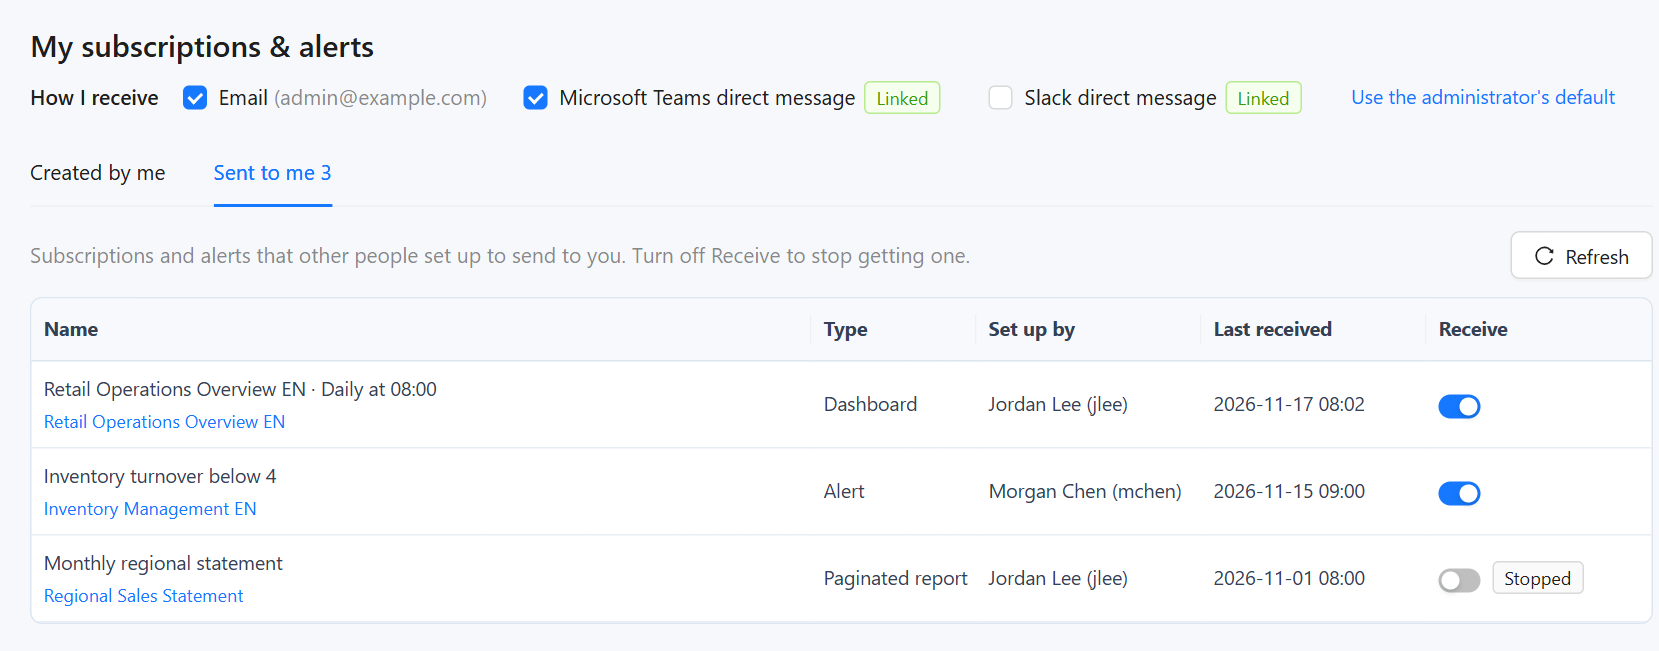 My subscriptions & alerts
How I receive Email (admin@example.com) Microsoft Teams direct message Linked Slack direct message Linked Use the administrator's default
Created by me Sent to me 3
Subscriptions and alerts that other people set up to send to you. Turn off Receive to stop getting one. Refresh
Name Type Set up by Last received Receive
Retail Operations Overview EN · Daily at 08:00
Retail Operations Overview EN
Dashboard Jordan Lee (jlee) 2026-11-17 08:02
Inventory turnover below 4
Inventory Management EN
Alert Morgan Chen (mchen) 2026-11-15 09:00
Monthly regional statement
Regional Sales Statement
Paginated report Jordan Lee (jlee) 2026-11-01 08:00 Stopped